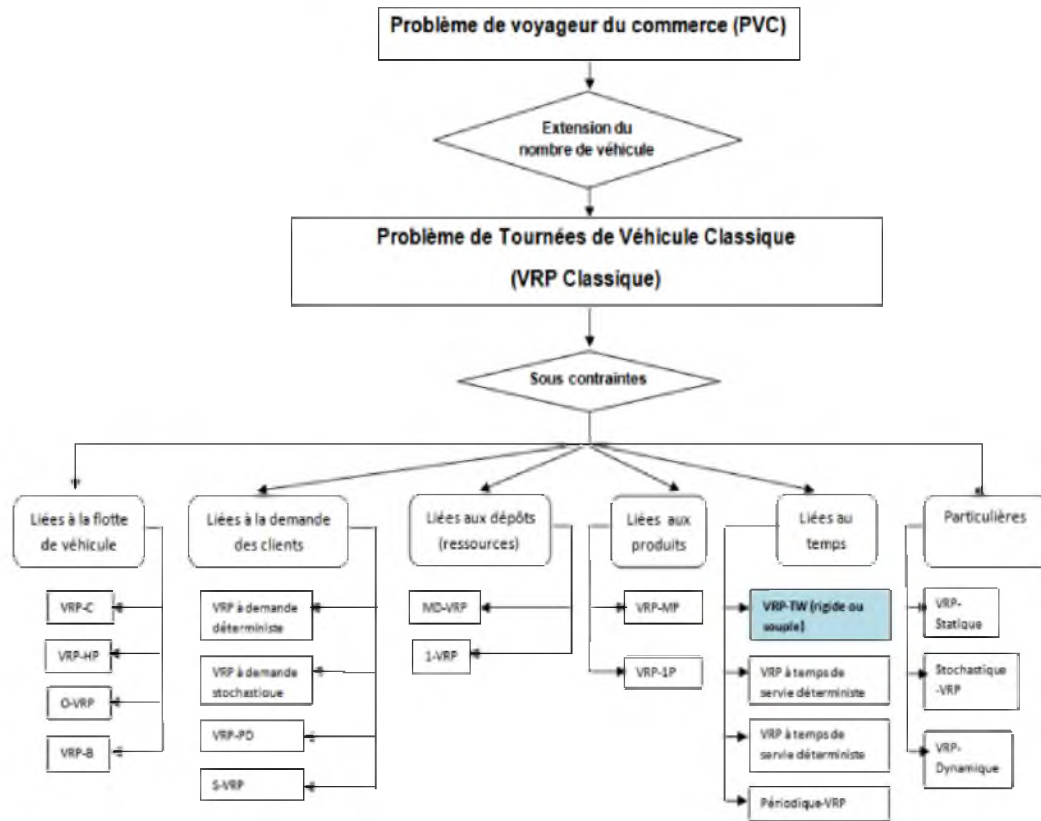 Problème de voyageur du commerce (PVC)
Extension du
nombre de véhicule
Problème de Tournées de Véhicule Classique
(VRP Classique)
Sous contraintes
Liées à la flotte
de véhicule
VRP-C
VRP-HP
O-VRP
VRP-B
Liées à la demande
des clients
VRP à demande
déterministe
VRP à demande
stochastique
VRP-PD
S-VRP
Liées aux dépôts
(ressources)
MD-VRP
1-VRP
Liées aux
produits
VRP-MP
VRP-1P
Liées au
temps
VRP-TW (rigide ou
souple)
VRP à temps de
servie déterministe
VRP à temps de
servie déterministe
Périodique-VRP
Particulières
VRP-
Statique
Stochastique
-VRP
VRP-
Dynamique